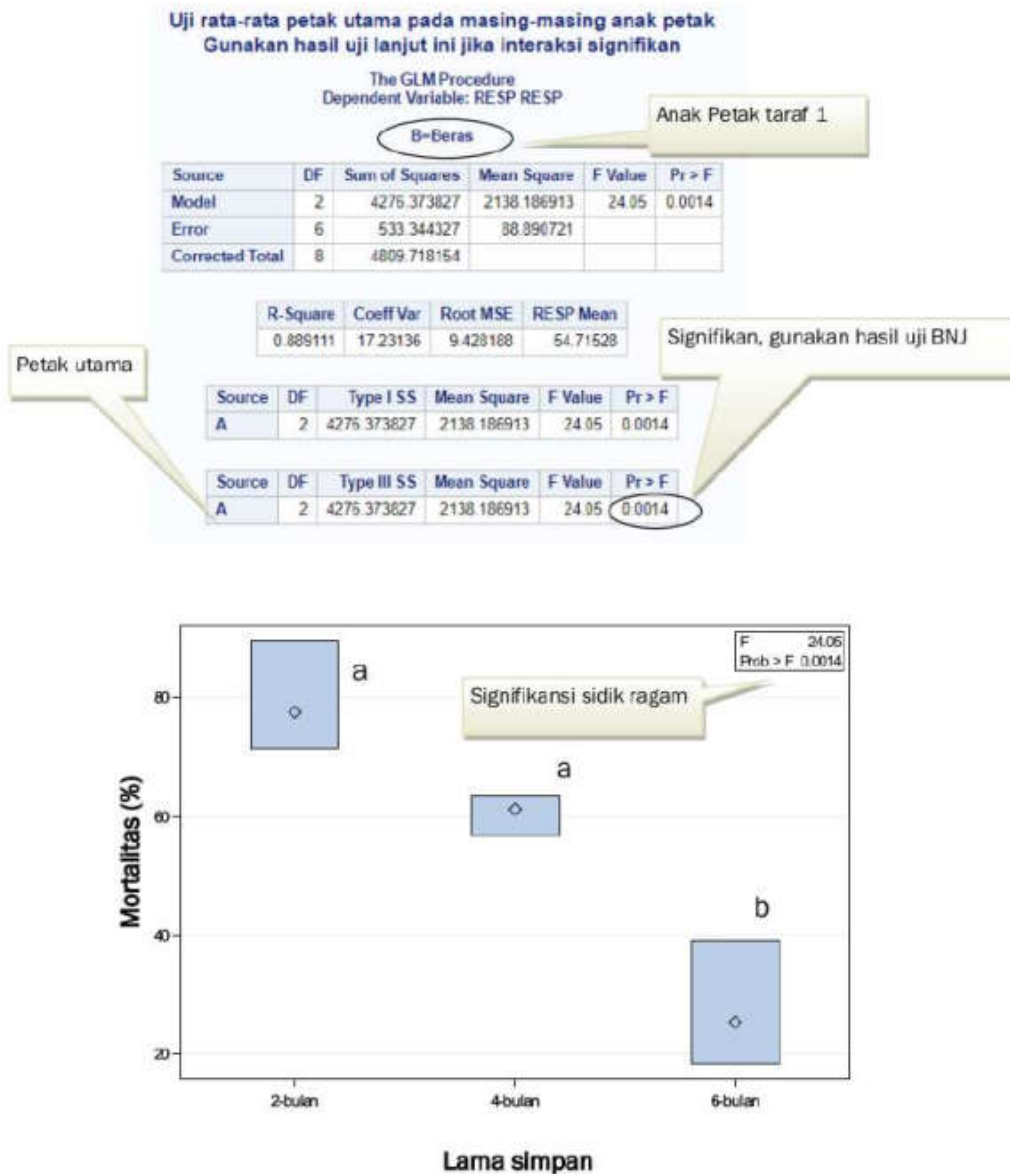 Uji rata-rata petak utama pada masing-masing anak petak
Gunakan hasil uji lanjut ini jika interaksi signifikan
The GLM Procedure
Dependent Variable: RESP RESP
B=Beras
Anak Petak taraf 1
Source DF Sum of Squares Mean Square F Value Pr > F
Model 2 4276.373827 2138.186913 24.05 0.0014
Error 6 533.344327 88.890721
Corrected Total 8 4809.718154
R-Square Coeff Var Root MSE RESP Mean
0.889111 17.23136 9.428188 54.71528
Signifikan, gunakan hasil uji BNJ
Petak utama
Source DF Type I SS Mean Square F Value Pr > F
A 2 4276.373827 2138.186913 24.05 0.0014
Source DF Type III SS Mean Square F Value Pr > F
A 2 4276.373827 2138.186913 24.05 0.0014
F 24.05
Prob > F 0.0014
Signifikansi sidik ragam
a
a
b
Mortalitas (%)
80
60
40
20
2-bulan 4-bulan 6-bulan
Lama simpan